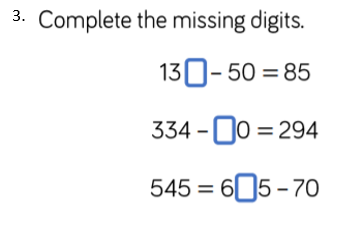 3. Complete the missing digits.
13□ - 50 = 85
334 - □0 = 294
545 = 6□5 - 70